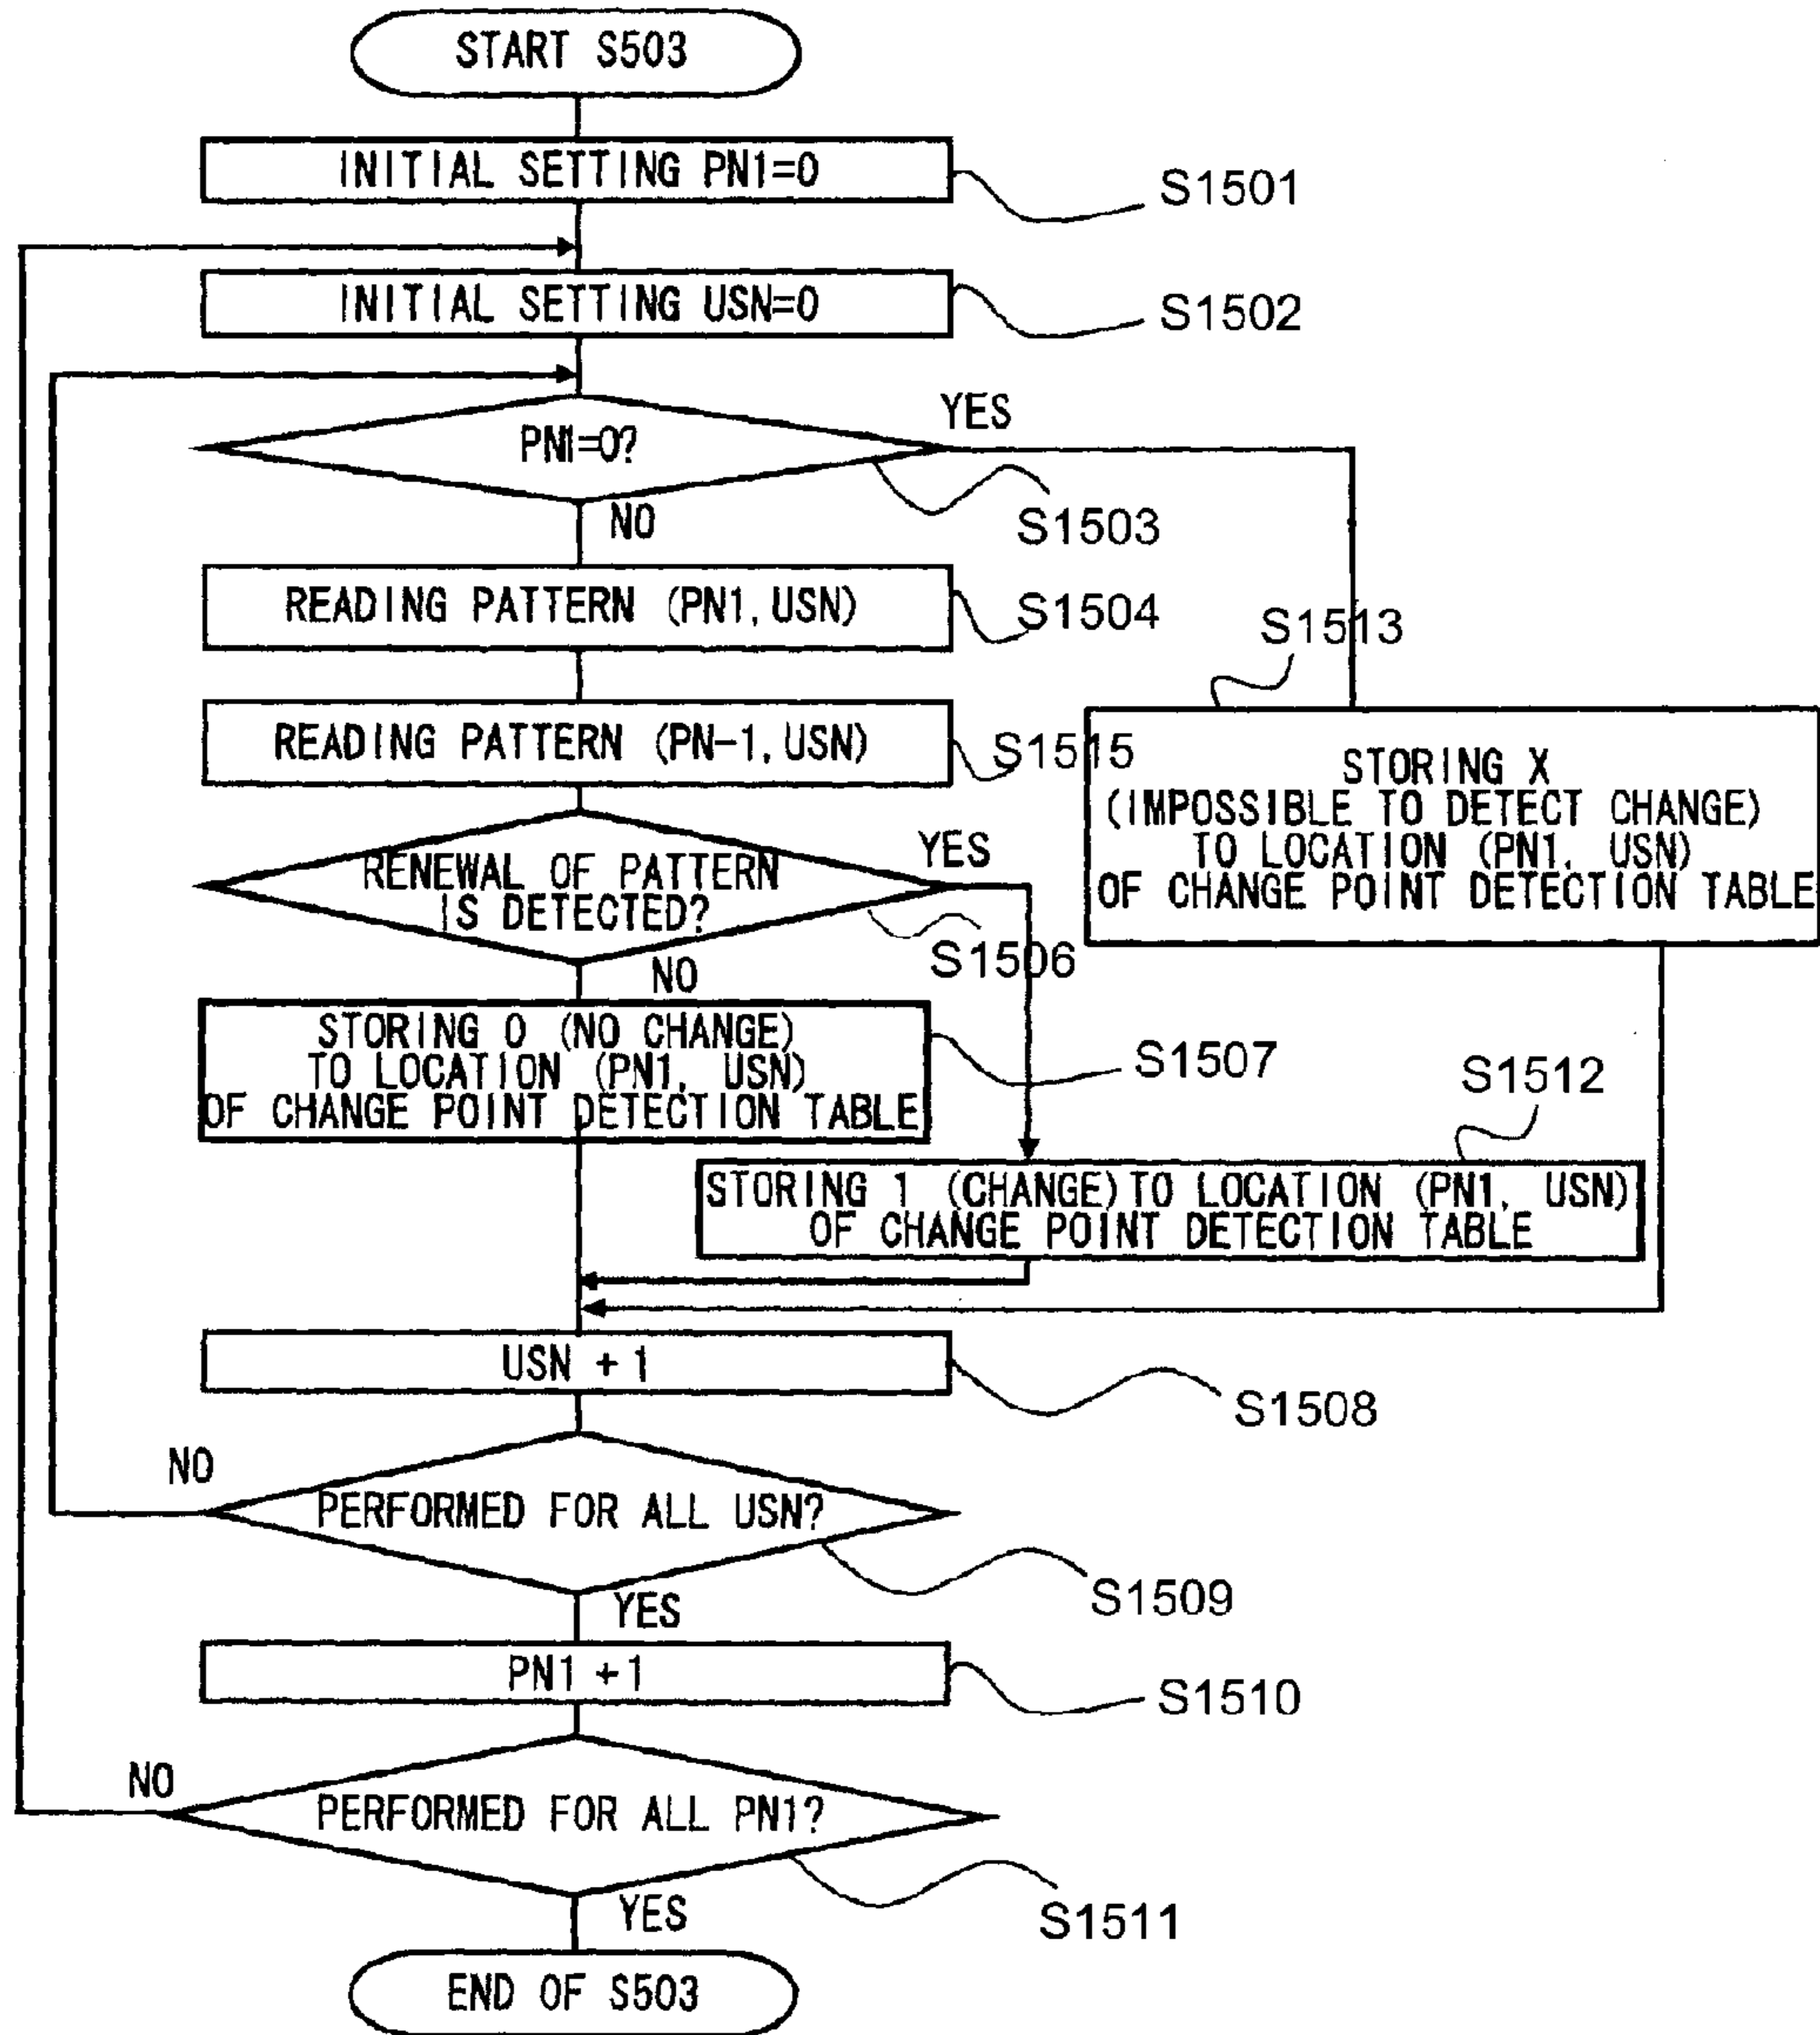 START S503
INITIAL SETTING PN1=0
S1501
INITIAL SETTING USN=0
S1502
YES
PN1=0?
S1503
NO
READING PATTERN (PN1, USN)
S1504
S1513
READING PATTERN (PN-1, USN)
S1515
STORING X
(IMPOSSIBLE TO DETECT CHANGE)
TO LOCATION (PN1, USN)
OF CHANGE POINT DETECTION TABLE
YES
RENEWAL OF PATTERN
IS DETECTED?
S1506
NO
STORING 0 (NO CHANGE)
TO LOCATION (PN1, USN)
OF CHANGE POINT DETECTION TABLE
S1507
S1512
STORING 1 (CHANGE) TO LOCATION (PN1, USN)
OF CHANGE POINT DETECTION TABLE
USN + 1
S1508
NO
PERFORMED FOR ALL USN?
S1509
YES
PN1 + 1
S1510
NO
PERFORMED FOR ALL PN1?
S1511
YES
END OF S503